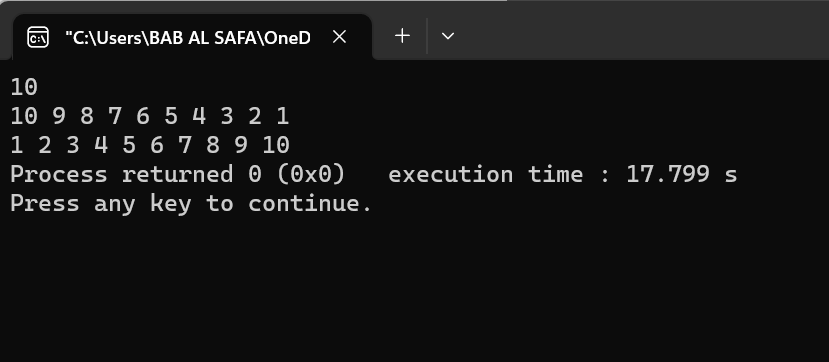 "C:\Users\BAB AL SAFA\OneD
10
10 9 8 7 6 5 4 3 2 1
1 2 3 4 5 6 7 8 9 10
Process returned 0 (0x0)   execution time : 17.799 s
Press any key to continue.